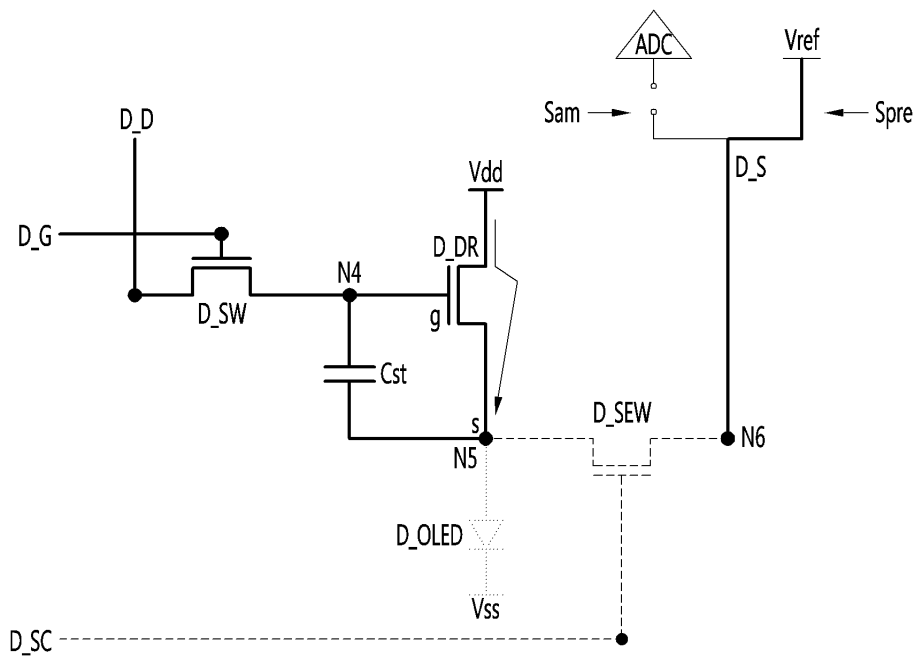 ADC
Vref
Sam
Spre
D_D
D_S
Vdd
D_G
D_DR
N4
D_SW
g
Cst
D_SEW
s
N5
N6
D_OLED
Vss
D_SC